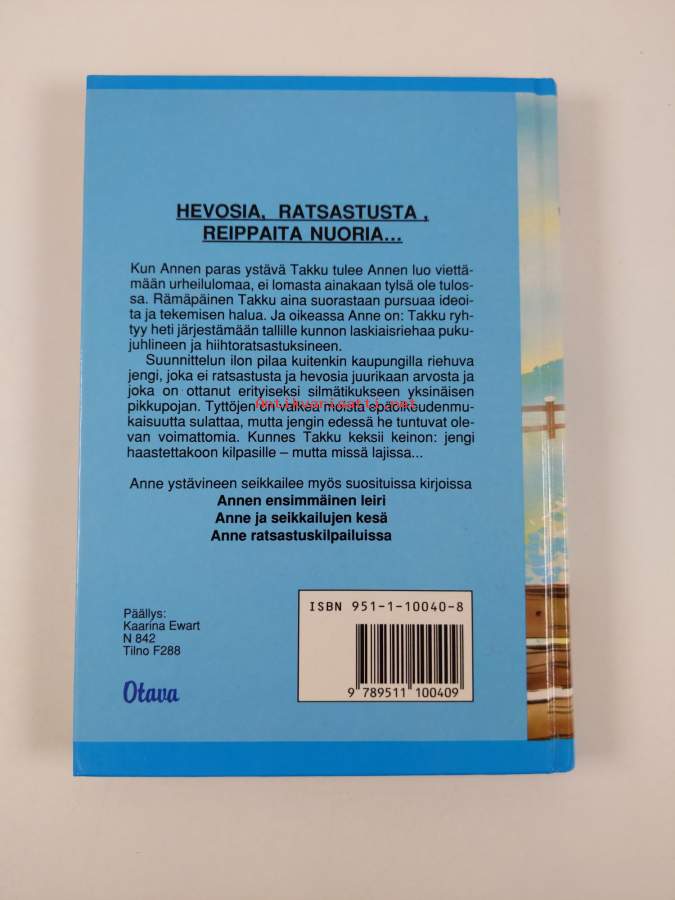 HEVOSIA, RATSASTUSTA,
REIPPAITA NUORIA...
Kun Annen paras ystävä Takku tulee Annen luo viettä-
mään urheilulomaa, ei lomasta ainakaan tylsä ole tulos-
sa. Rämäpäinen Takku aina suorastaan pursuaa ideoi-
ta ja tekemisen halua. Ja oikeassa Anne on: Takku ryh-
tyy heti järjestämään tallille kunnon laskiaisriehaa puku-
juhlineen ja hiihtoratsastuksineen.
Suunnittelun ilon pilaa kuitenkin kaupungilla riehuva
jengi, joka ei ratsastusta ja hevosia juurikaan arvosta ja
joka on ottanut erityiseksi silmätikukseen yksinäisen
pikkupojan. Tyttöjen on vaikea moista epäoikeudenmu-
kaisuutta sulattaa, mutta jengin edessä he tuntuvat ole-
van voimattomia. Kunnes Takku keksii keinon: jengi
haastettakoon kilpasille – mutta missä lajissa...
Antikvariaatti.net
Anne ystävineen seikkailee myös suosituissa kirjoissa
Annen ensimmäinen leiri
Anne ja seikkailujen kesä
Anne ratsastuskilpailuissa
Päällys:
Kaarina Ewart
N 842
Tilno F288
Otava
ISBN 951-1-10040-8
9 789511 100409